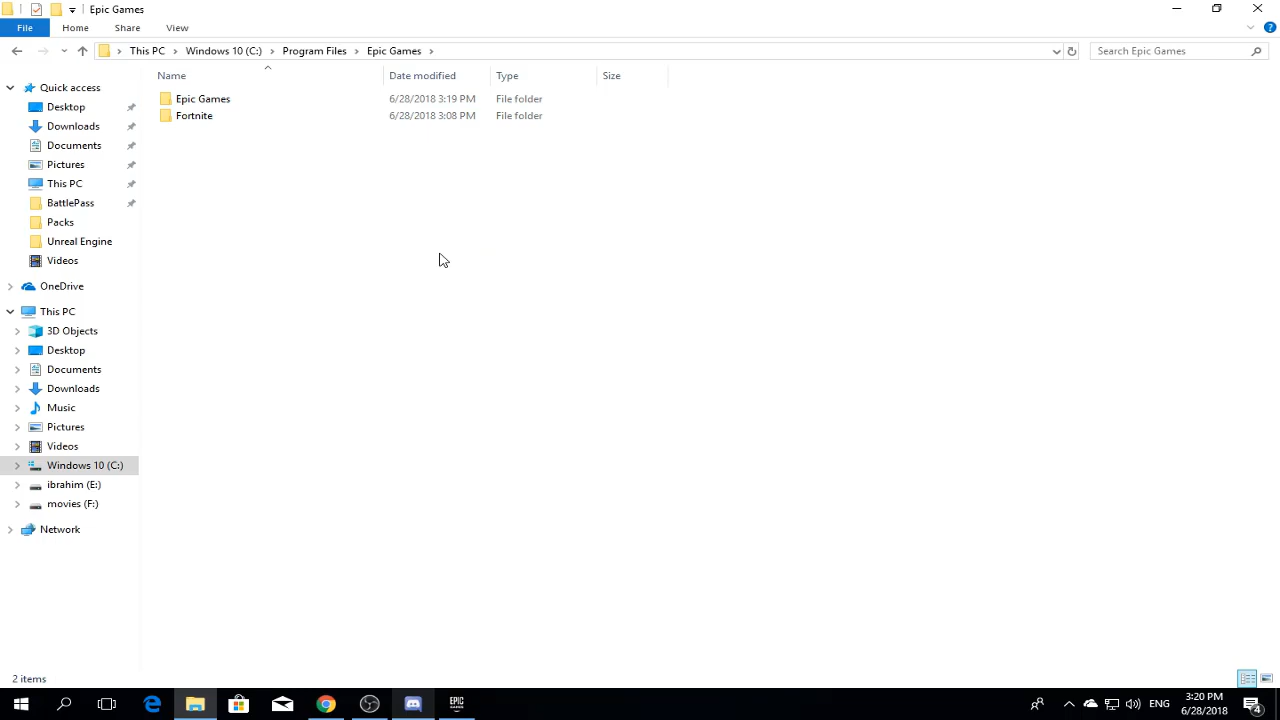 Epic Games
File Home Share View
This PC Windows 10 (C:) Program Files Epic Games Search Epic Games
Name Date modified Type Size
Epic Games 6/28/2018 3:19 PM File folder
Fortnite 6/28/2018 3:08 PM File folder
Quick access
Desktop
Downloads
Documents
Pictures
This PC
BattlePass
Packs
Unreal Engine
Videos
OneDrive
This PC
3D Objects
Desktop
Documents
Downloads
Music
Pictures
Videos
Windows 10 (C:)
ibrahim (E:)
movies (F:)
Network
2 items
EPIC GAMES
ENG
3:20 PM
6/28/2018
4